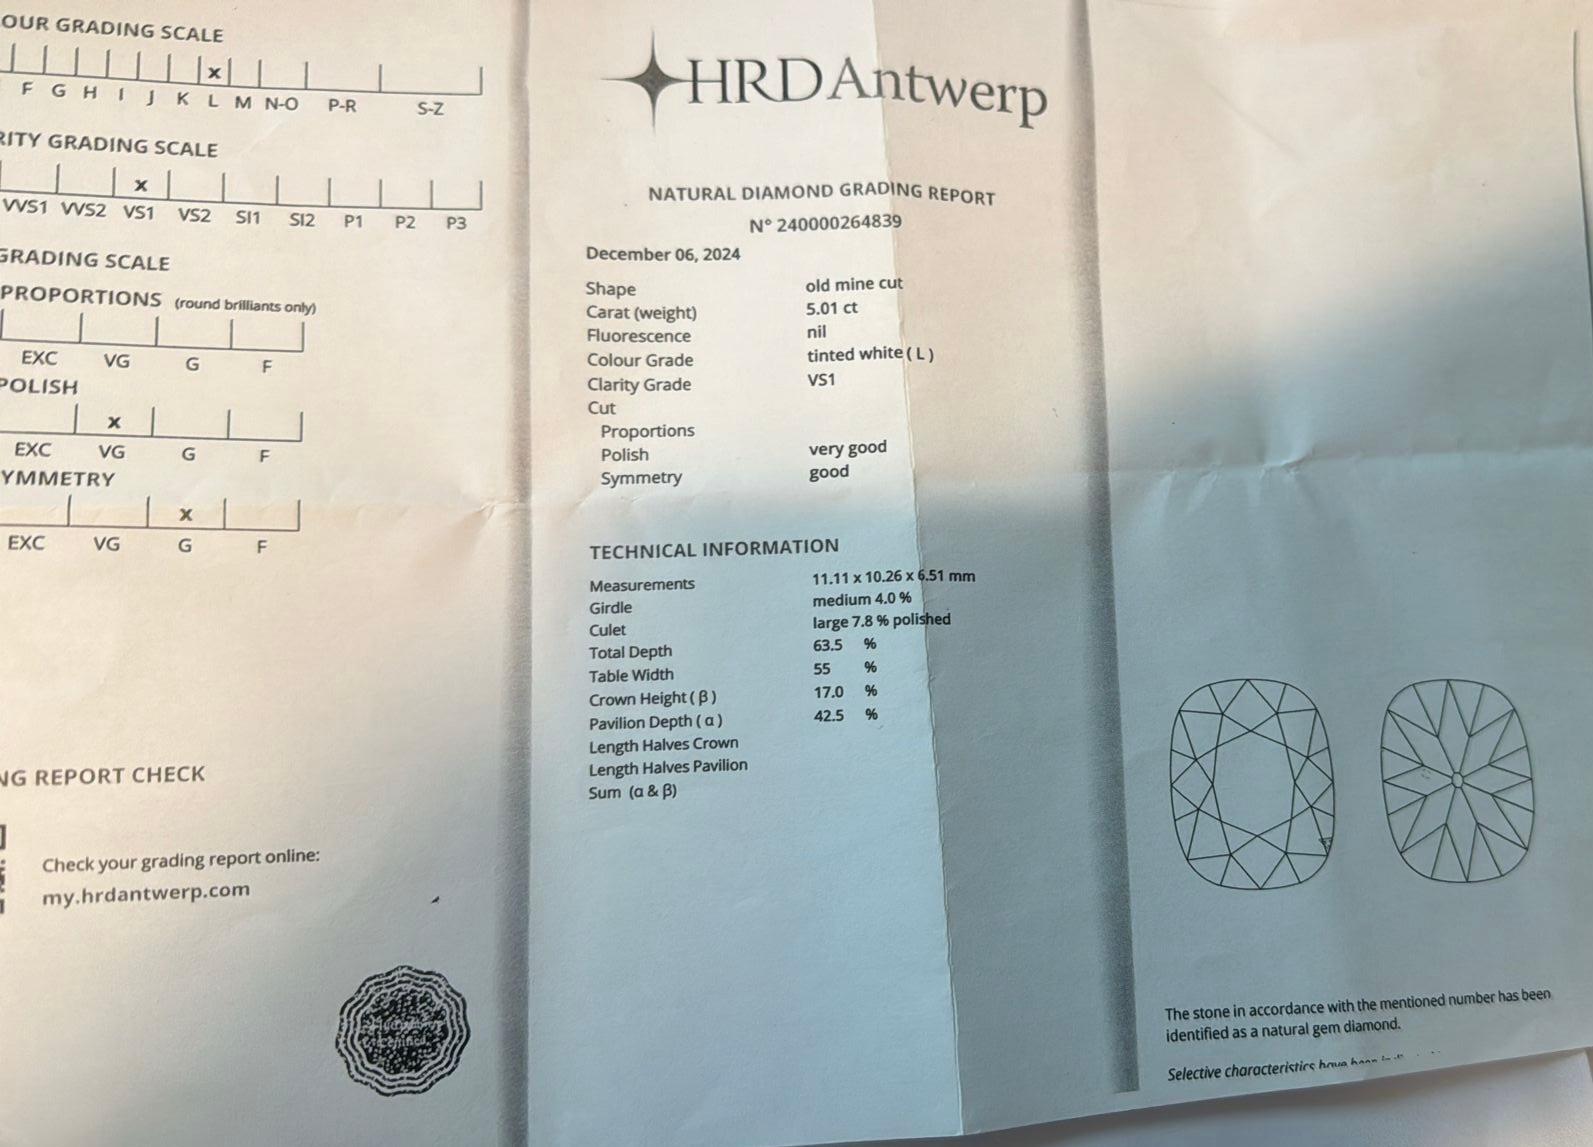 OUR GRADING SCALE
x
F G H I J K L M N-O P-R S-Z
RITY GRADING SCALE
x
VVS1 VVS2 VS1 VS2 SI1 SI2 P1 P2 P3
GRADING SCALE
PROPORTIONS (round brilliants only)
EXC VG G F
POLISH
x
EXC VG G F
YMMETRY
x
EXC VG G F
NG REPORT CHECK
Check your grading report online:
my.hrdantwerp.com
HRD Antwerp
NATURAL DIAMOND GRADING REPORT
N° 240000264839
December 06, 2024
Shape old mine cut
Carat (weight) 5.01 ct
Fluorescence nil
Colour Grade tinted white ( L )
Clarity Grade VS1
Cut
Proportions
Polish very good
Symmetry good
TECHNICAL INFORMATION
Measurements 11.11 x 10.26 x 6.51 mm
Girdle medium 4.0 %
Culet large 7.8 % polished
Total Depth 63.5 %
Table Width 55 %
Crown Height ( β ) 17.0 %
Pavilion Depth ( α ) 42.5 %
Length Halves Crown
Length Halves Pavilion
Sum (α & β)
The stone in accordance with the mentioned number has been
identified as a natural gem diamond.
Selective characteristics have been